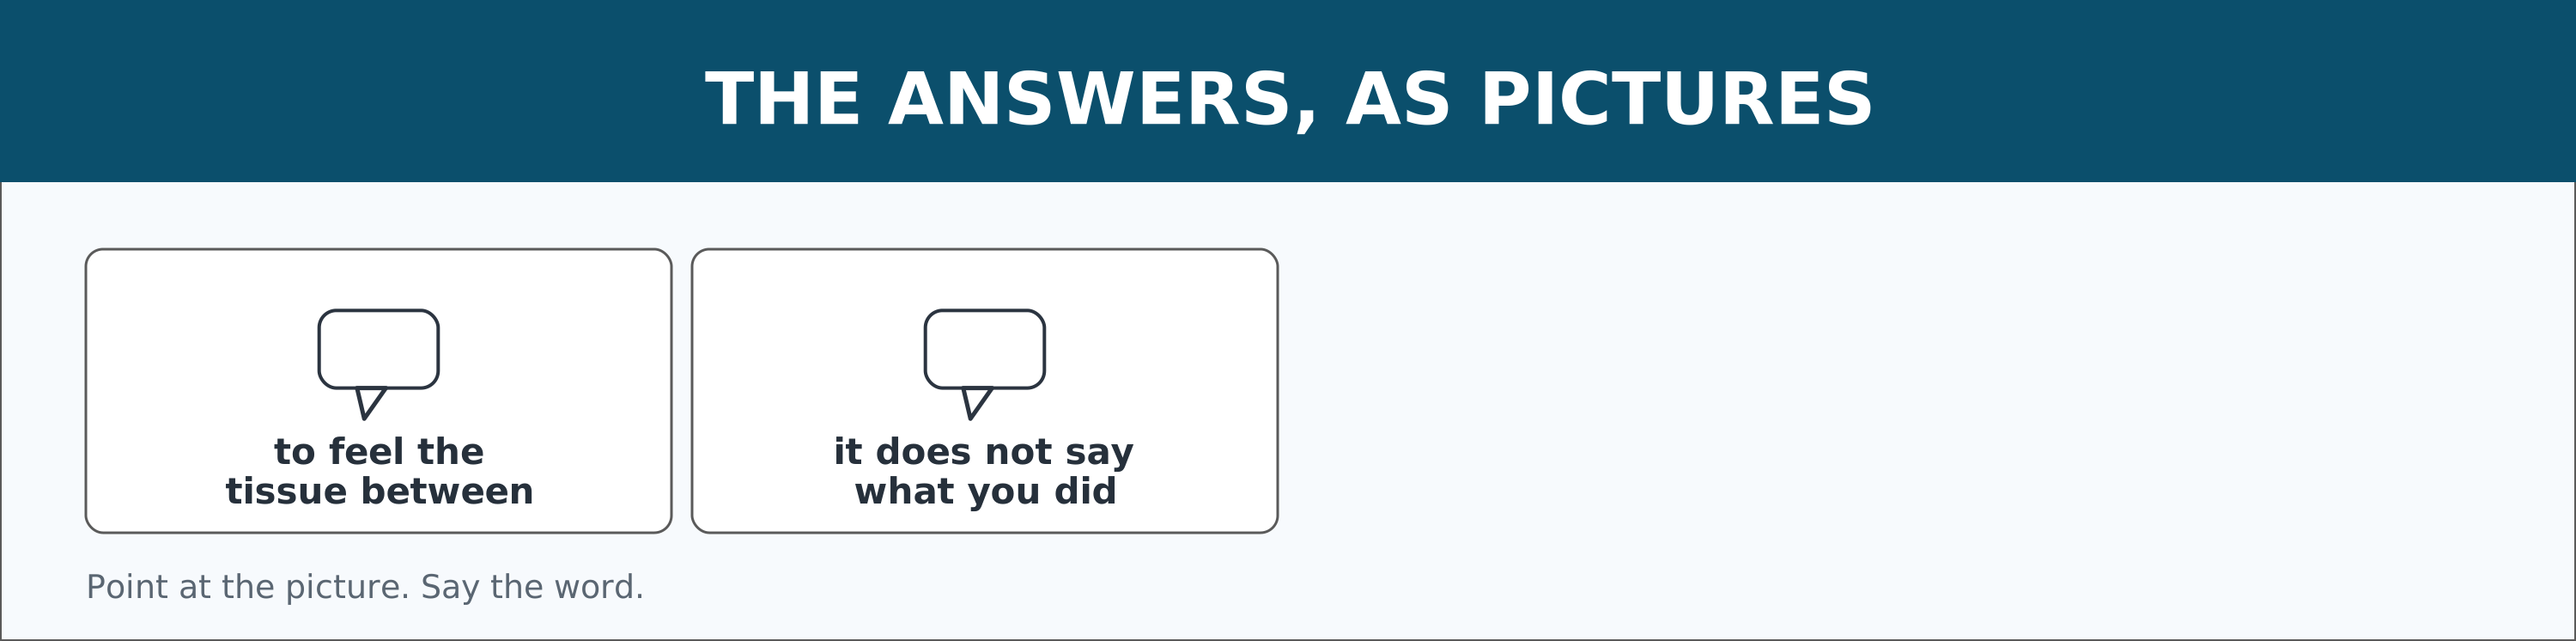 THE ANSWERS, AS PICTURES
to feel the
tissue between
it does not say
what you did
Point at the picture. Say the word.